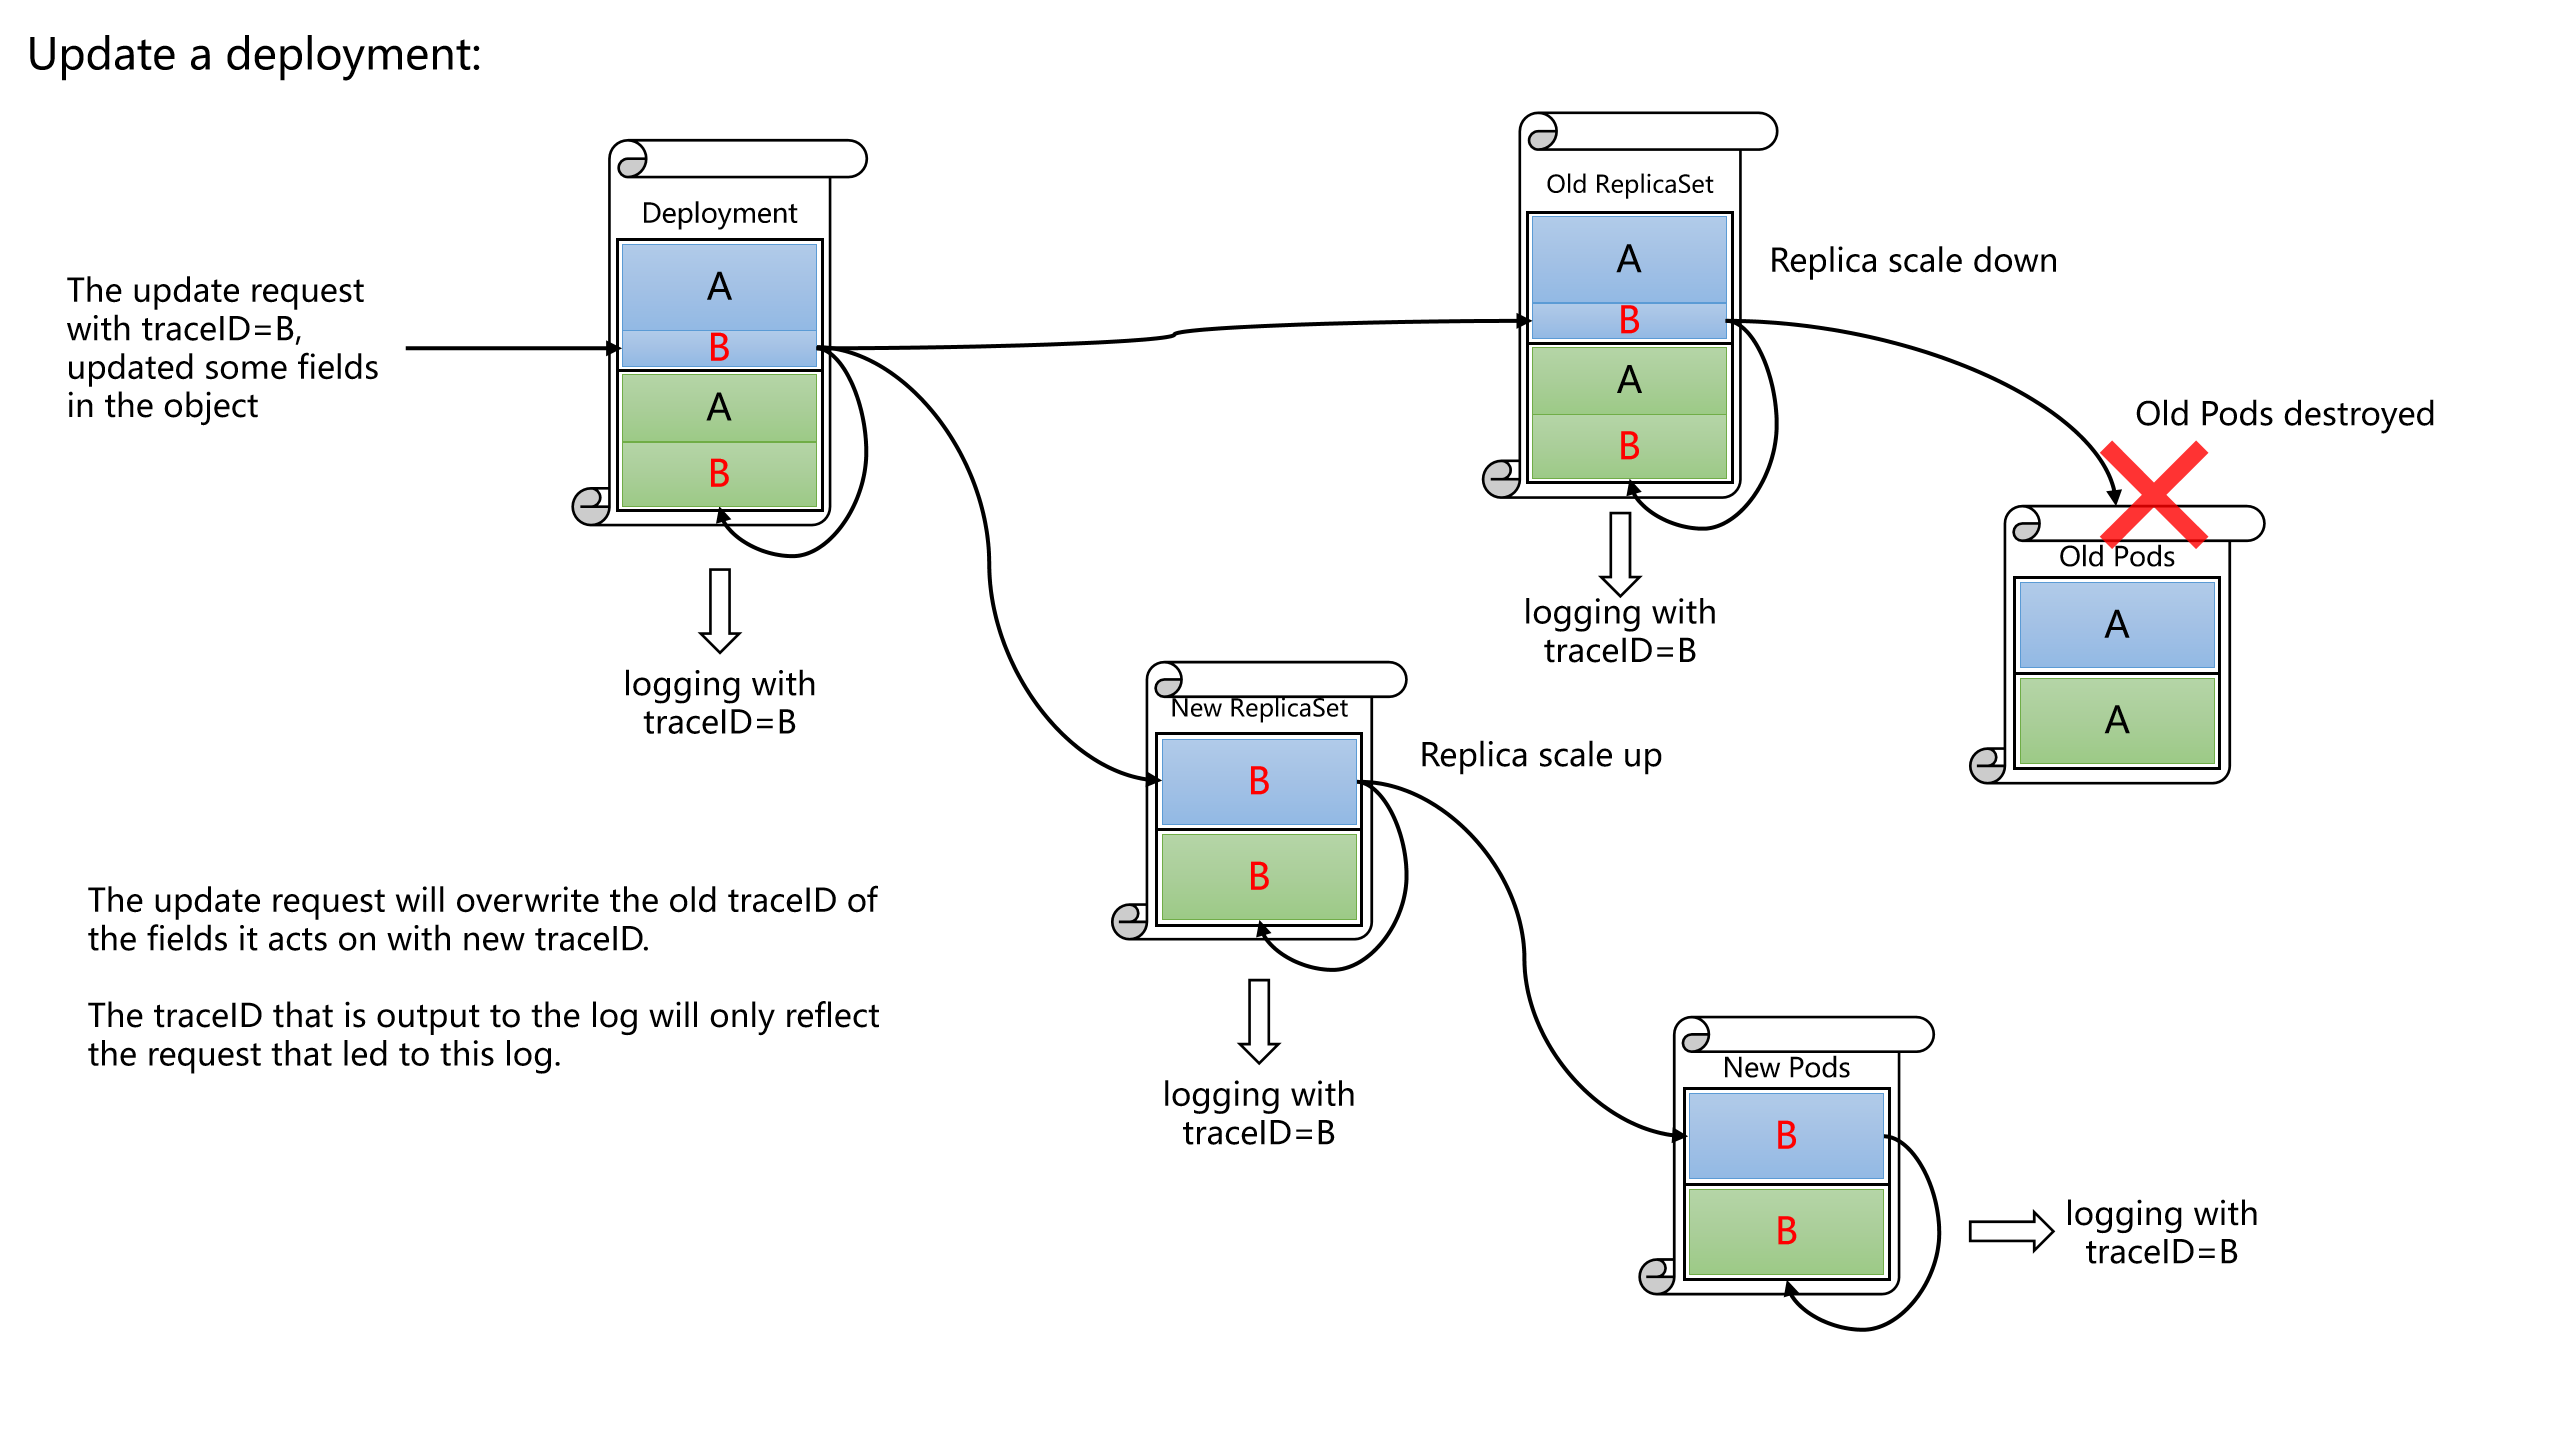 Update a deployment:
The update request
with traceID=B,
updated some fields
in the object
Deployment
A
B
A
B
logging with
traceID=B
Old ReplicaSet
A
B
A
B
Replica scale down
logging with
traceID=B
Old Pods destroyed
Old Pods
A
A
New ReplicaSet
B
B
Replica scale up
logging with
traceID=B
The update request will overwrite the old traceID of
the fields it acts on with new traceID.
The traceID that is output to the log will only reflect
the request that led to this log.
New Pods
B
B
logging with
traceID=B